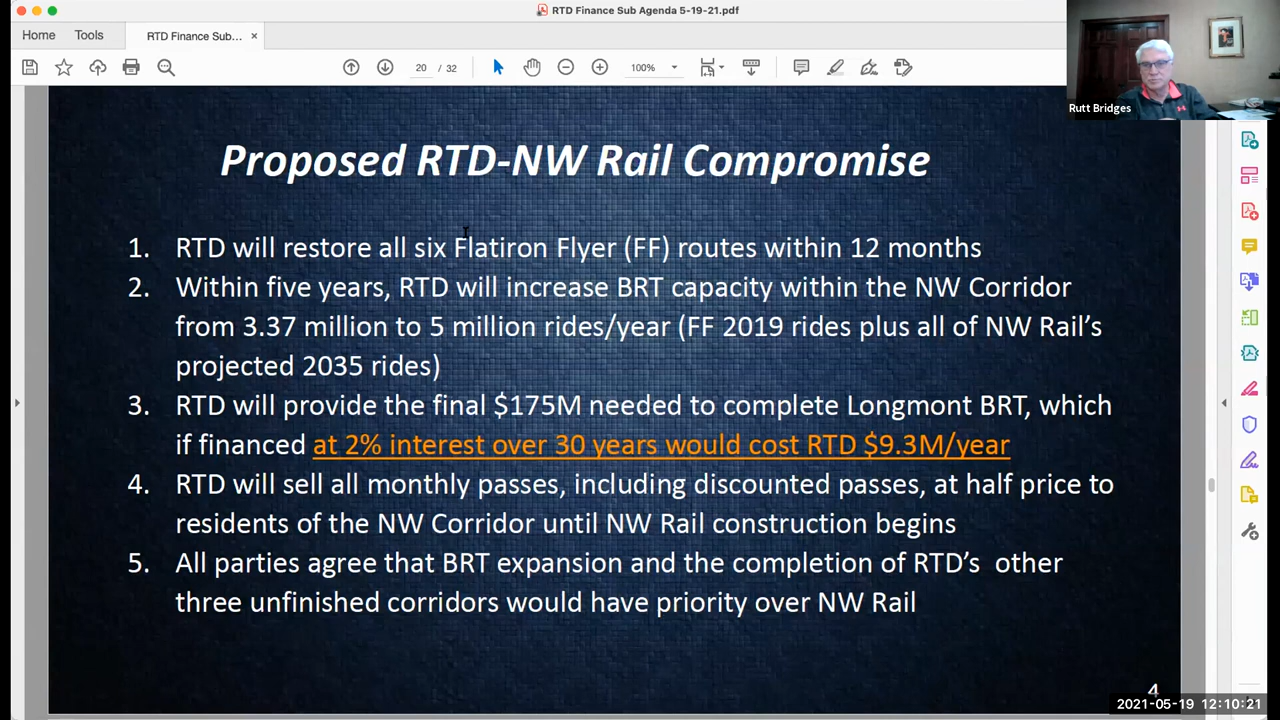 RTD Finance Sub Agenda 5-19-21.pdf
Home
Tools
RTD Finance Sub...
20 / 32
100%
Rutt Bridges
Proposed RTD-NW Rail Compromise
1. RTD will restore all six Flatiron Flyer (FF) routes within 12 months
2. Within five years, RTD will increase BRT capacity within the NW Corridor
from 3.37 million to 5 million rides/year (FF 2019 rides plus all of NW Rail’s
projected 2035 rides)
3. RTD will provide the final $175M needed to complete Longmont BRT, which
if financed at 2% interest over 30 years would cost RTD $9.3M/year
4. RTD will sell all monthly passes, including discounted passes, at half price to
residents of the NW Corridor until NW Rail construction begins
5. All parties agree that BRT expansion and the completion of RTD’s other
three unfinished corridors would have priority over NW Rail
4
2021-05-19 12:10:21